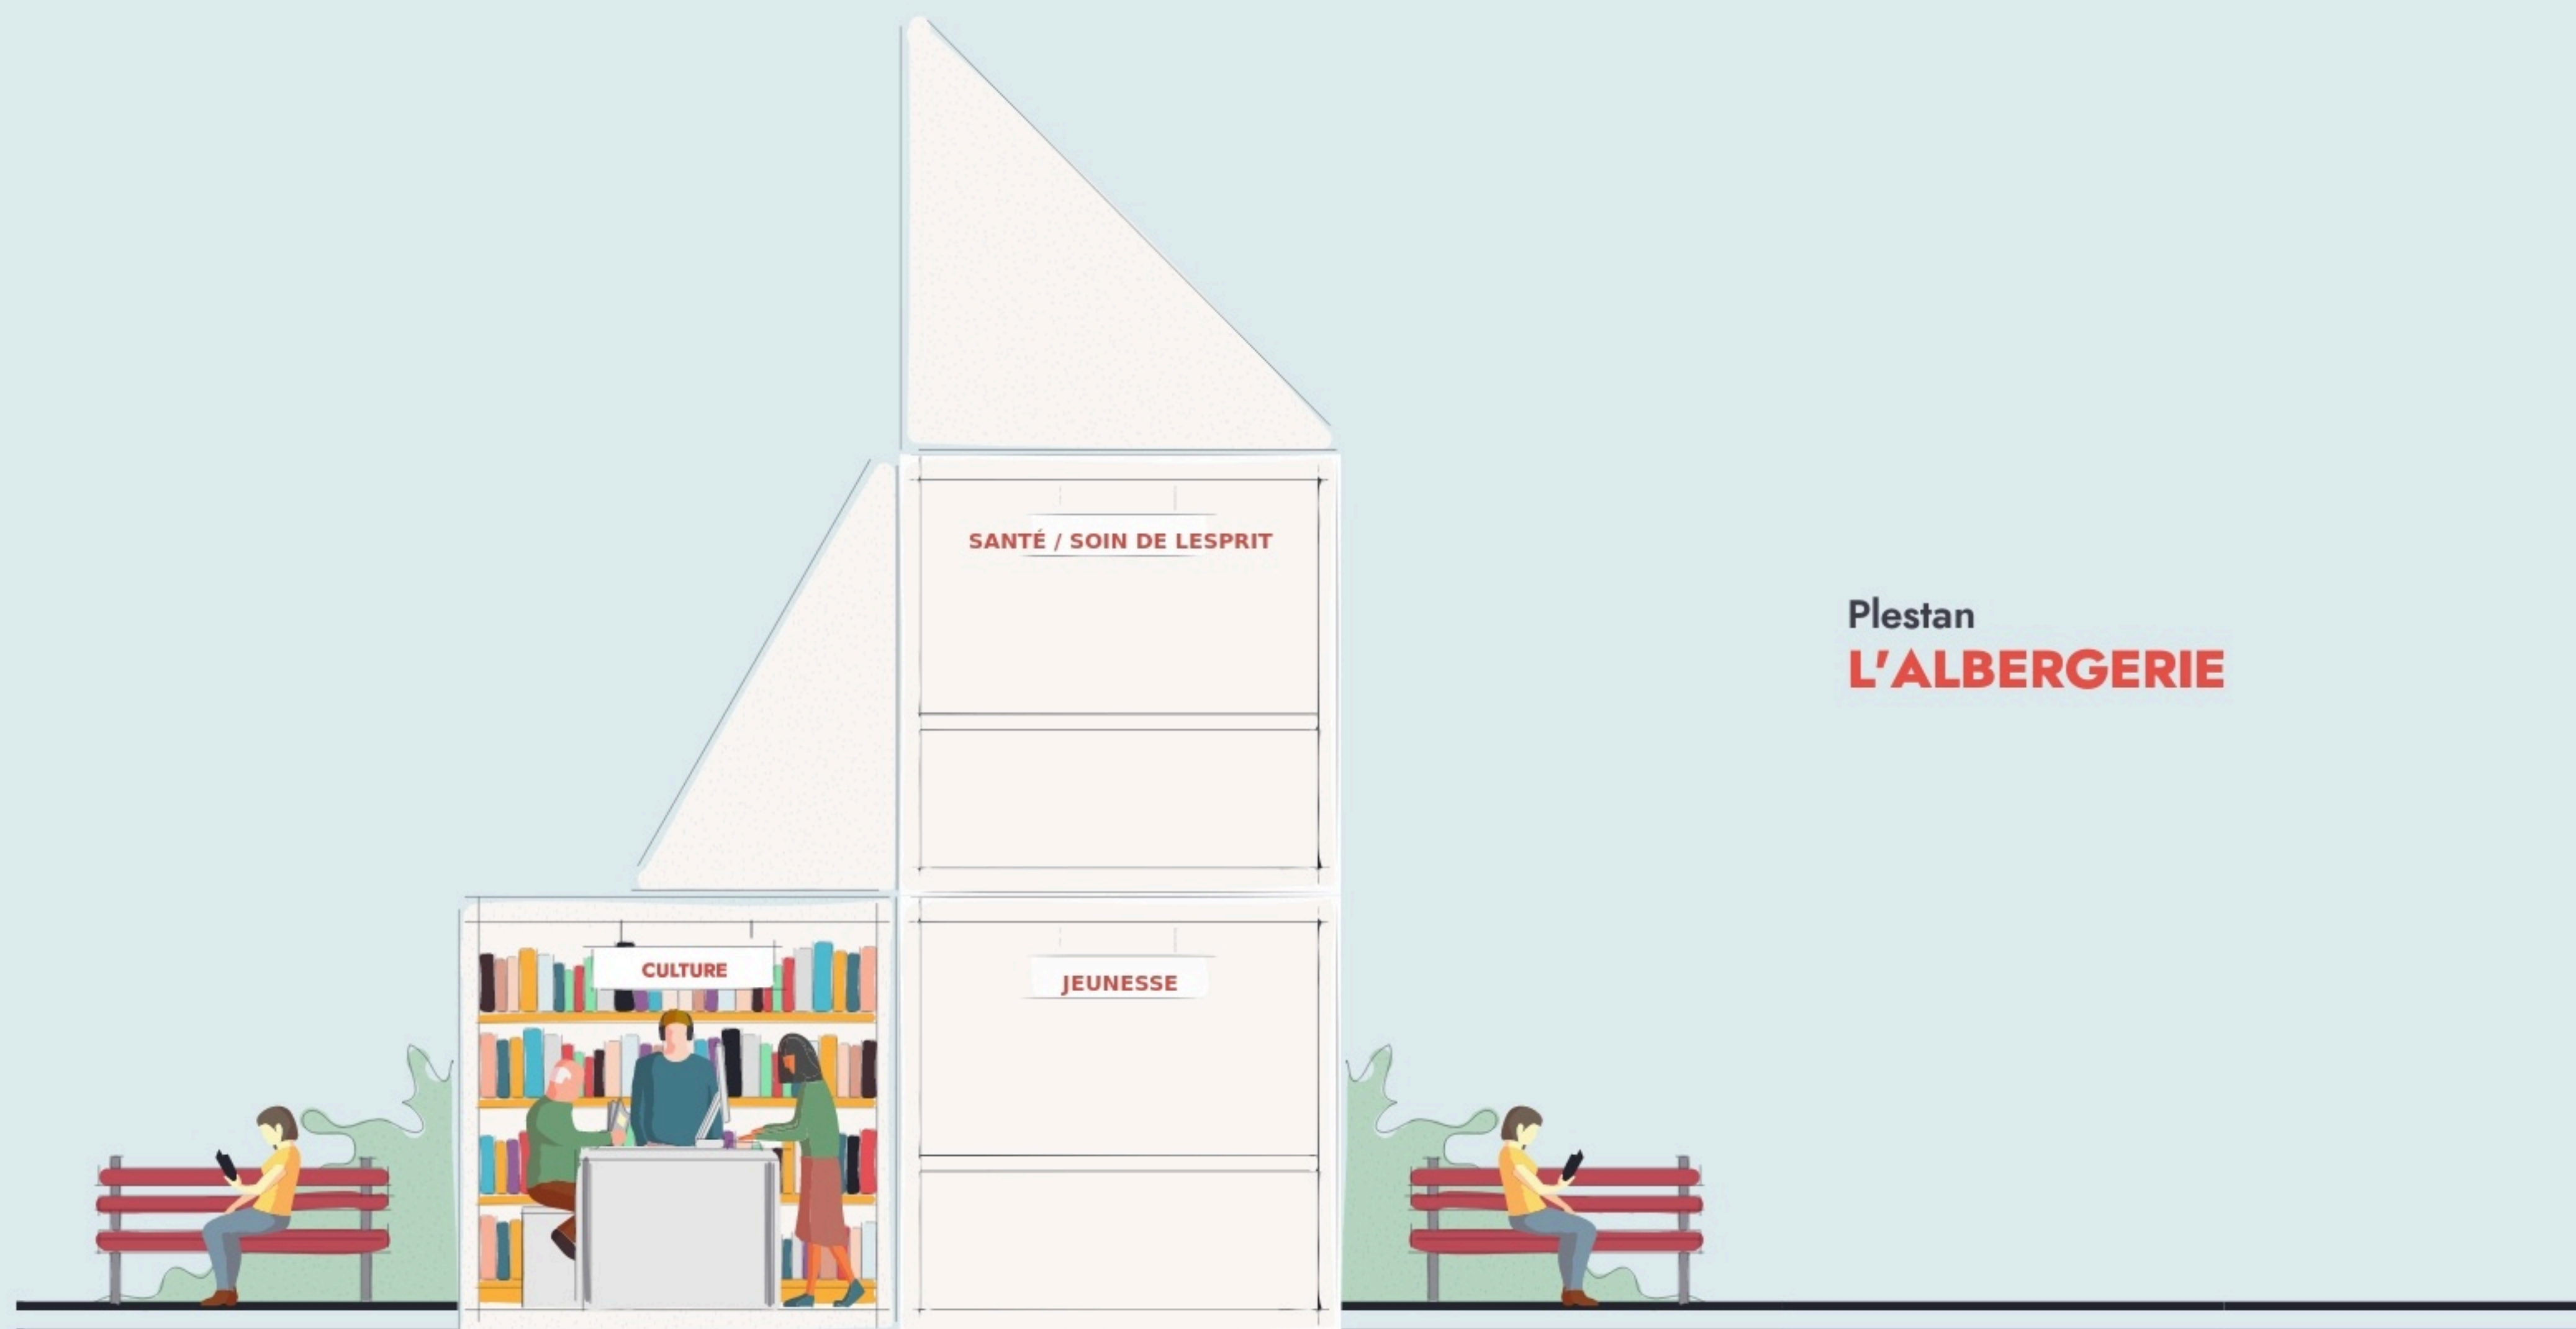 SANTÉ / SOIN DE LESPRIT
Plestan
L'ALBERGERIE
CULTURE
JEUNESSE